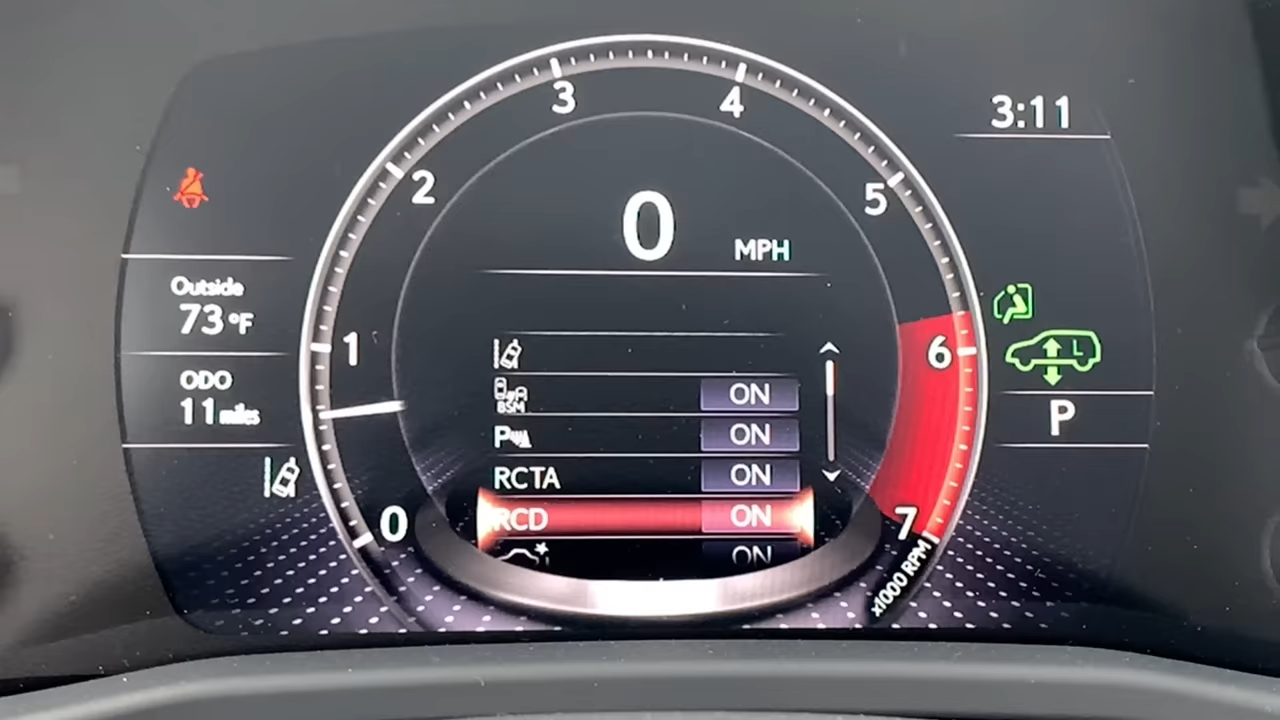 3
4
3:11
2
5
0
MPH
Outside
73°F
1
6
L
ODO
11 miles
BSM
ON
P
ON
P
RCTA
ON
RCD
ON
ON
0
7
x1000 RPM